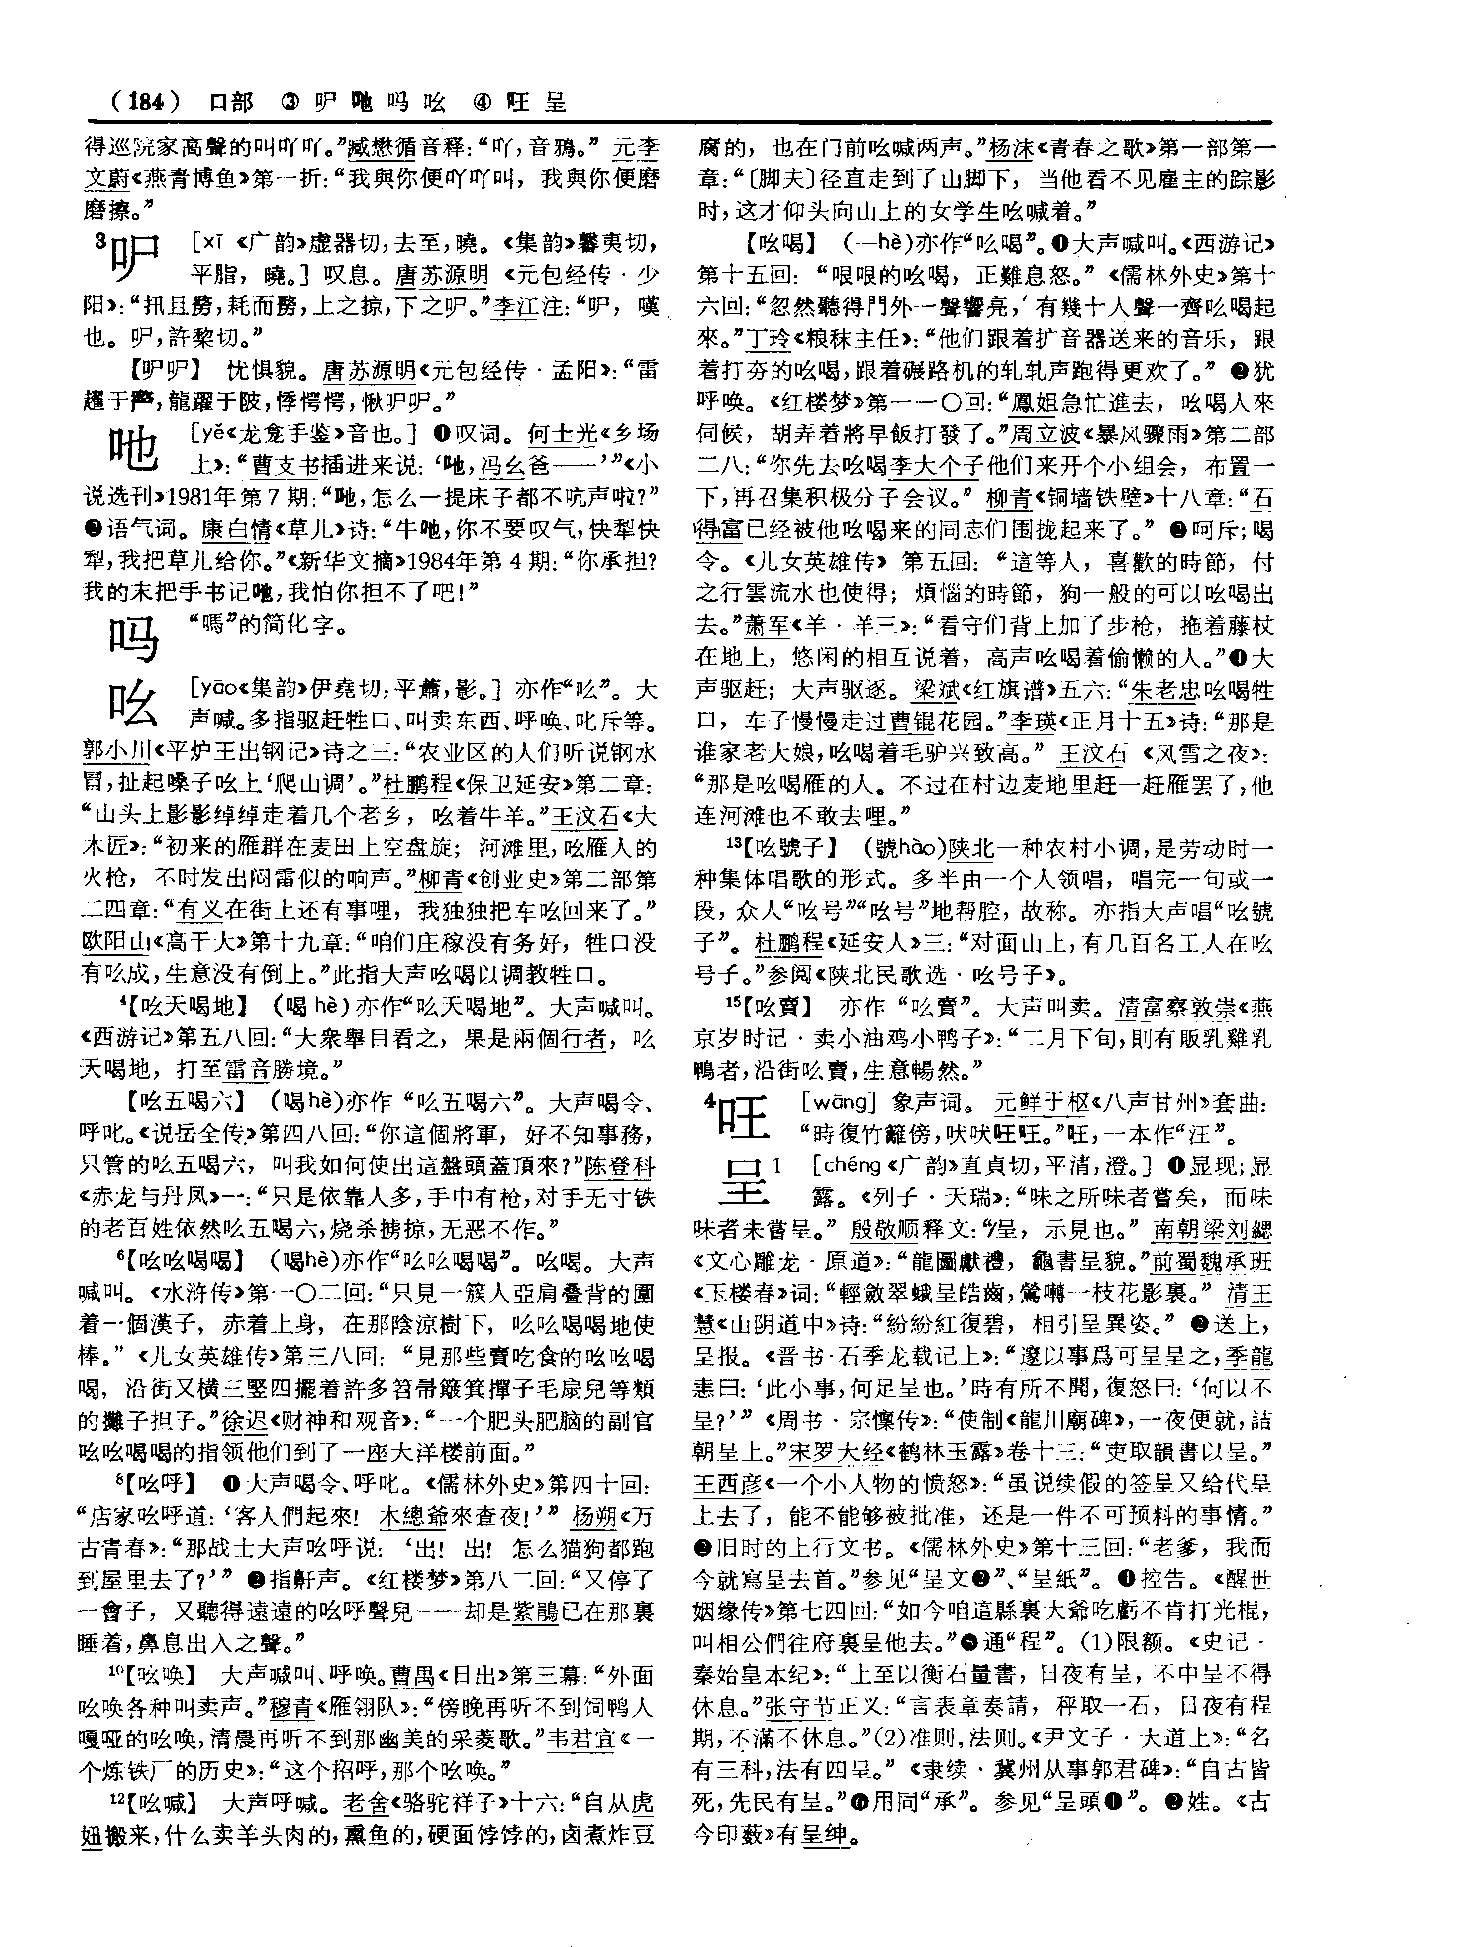 （184） 口部 ③ 𠰃 吔 吗 吆 ④ 㕵 呈
得巡院家高聲的叫吖吖。”臧懋循音释：“吖，音鴉。” 元李
文蔚《燕青博鱼》第一折：“我與你便吖吖叫，我與你便磨
磨擦。”
［xī 《广韵》虚器切，去至，曉。《集韵》馨夷切，
平脂，曉。］ 叹息。唐苏源明《元包经传·少
也。，許黎切。”
吔 ［yě《龙龛手鉴》音也。］ ❶叹词。何士光《乡场
上》：“曹支书插进来说：‘吔，冯幺爸——’”《小
说选刊》1981年第7期：“吔，怎么一提床子都不吭声啦？”
❷语气词。康白情《草儿》诗：“牛吔，你不要叹气，快犁快
犁，我把草儿给你。”《新华文摘》1984年第4期：“你承担？
我的末把手书记吔，我怕你担不了吧！”
吗 “嗎”的简化字。
吆 ［yāo《集韵》伊堯切，平蕭，影。］ 亦作“吆”。大
声喊。多指驱赶牲口、叫卖东西、呼唤、叱斥等。
郭小川《平炉王出钢记》诗之三：“农业区的人们听说钢水
冒，扯起嗓子吆上‘爬山调’。”杜鹏程《保卫延安》第二章：
“山头上影影绰绰走着几个老乡，吆着牛羊。”王汶石《大
木匠》：“初来的雁群在麦田上空盘旋；河滩里，吆雁人的
火枪，不时发出闷雷似的响声。”柳青《创业史》第二部第
二四章：“有义在街上还有事哩，我独独把车吆回来了。”
欧阳山《高干大》第十九章：“咱们庄稼没有务好，牲口没
有吆成，生意没有倒上。”此指大声吆喝以调教牲口。
4【吆天喝地】 （喝hè）亦作“吆天喝地”。大声喊叫。
《西游记》第五八回：“大衆舉目看之，果是兩個行者，吆
天喝地，打至雷音勝境。”
【吆五喝六】 （喝hè）亦作“吆五喝六”。大声喝令、
呼叱。《说岳全传》第四八回：“你這個將軍，好不知事務，
只管的吆五喝六，叫我如何使出這盤頭蓋頂來？”陈登科
《赤龙与丹凤》一：“只是依靠人多，手中有枪，对手无寸铁
的老百姓依然吆五喝六，烧杀掳掠，无恶不作。”
6【吆吆喝喝】 （喝hè）亦作“吆吆喝喝”。吆喝。大声
喊叫。《水浒传》第一〇二回：“只見一簇人亞肩叠背的圍
着一個漢子，赤着上身，在那陰涼樹下，吆吆喝喝地使
棒。”《儿女英雄传》第三八回：“見那些賣吃食的吆吆喝
喝，沿街又橫三竪四擺着許多笤帚簸箕撣子毛扇兒等類
的攤子担子。”徐迟《财神和观音》：“一个肥头肥脑的副官
吆吆喝喝的指领他们到了一座大洋楼前面。”
8【吆呼】 ❶大声喝令、呼叱。《儒林外史》第四十回：
“店家吆呼道：‘客人們起來！木總爺來查夜！’”杨朔《万
古青春》：“那战士大声吆呼说：‘出！出！怎么猫狗都跑
到屋里去了？’”❷指鼾声。《红楼梦》第八二回：“又停了
一會子，又聽得遠遠的吆呼聲兒——却是紫鵑已在那裏
睡着，鼻息出入之聲。”
10【吆唤】 大声喊叫、呼唤。曹禺《日出》第三幕：“外面
吆唤各种叫卖声。”穆青《雁翎队》：“傍晚再听不到饲鸭人
嘎哑的吆唤，清晨再听不到那幽美的采菱歌。”韦君宜《一
个炼铁厂的历史》：“这个招呼，那个吆唤。”
12【吆喊】 大声呼喊。老舍《骆驼祥子》十六：“自从虎
妞搬来，什么卖羊头肉的，熏鱼的，硬面饽饽的，卤煮炸豆
腐的，也在门前吆喊两声。”杨沫《青春之歌》第一部第一
章：“〔脚夫〕径直走到了山脚下，当他看不见雇主的踪影
时，这才仰头向山上的女学生吆喊着。”
【吆喝】 （—hè）亦作“吆喝”。❶大声喊叫。《西游记》
第十五回：“哏哏的吆喝，正難息怒。”《儒林外史》第十
六回：“忽然聽得門外一聲響亮，有幾十人聲一齊吆喝起
來。”丁玲《粮秣主任》：“他们跟着扩音器送来的音乐，跟
着打夯的吆喝，跟着碾路机的轧轧声跑得更欢了。”❷犹
呼唤。《红楼梦》第一一〇回：“鳳姐急忙進去，吆喝人來
伺候，胡弄着將早飯打發了。”周立波《暴风骤雨》第二部
二八：“你先去吆喝李大个子他们来开个小组会，布置一
下，再召集积极分子会议。”柳青《铜墙铁壁》十八章：“石
得富已经被他吆喝来的同志们围拢起来了。”❸呵斥；喝
令。《儿女英雄传》第五回：“這等人，喜歡的時節，付
之行雲流水也使得；煩惱的時節，狗一般的可以吆喝出
去。”萧军《羊·羊三》：“看守们背上加了步枪，拖着藤杖
在地上，悠闲的相互说着，高声吆喝着偷懒的人。”❹大
声驱赶；大声驱逐。梁斌《红旗谱》五六：“朱老忠吆喝牲
口，车子慢慢走过曹锟花园。”李瑛《正月十五》诗：“那是
谁家老大娘，吆喝着毛驴兴致高。”王汶石《风雪之夜》：
“那是吆喝雁的人。不过在村边麦地里赶一赶雁罢了，他
连河滩也不敢去哩。”
13【吆號子】 （號hào）陕北一种农村小调，是劳动时一
种集体唱歌的形式。多半由一个人领唱，唱完一句或一
段，众人“吆号”“吆号”地帮腔，故称。亦指大声唱“吆號
子”。杜鹏程《延安人》三：“对面山上，有几百名工人在吆
号子。”参阅《陕北民歌选·吆号子》。
15【吆賣】 亦作“吆賣”。大声叫卖。清富察敦崇《燕
京岁时记·卖小油鸡小鸭子》：“二月下旬，則有販乳雞乳
鴨者，沿街吆賣，生意暢然。”
［wāng］ 象声词。元鲜于枢《八声甘州》套曲：
呈1 ［chéng《广韵》直貞切，平清，澄。］ ❶显现；显
露。《列子·天瑞》：“味之所味者嘗矣，而味
味者未嘗呈。”殷敬顺释文：“呈，示見也。”南朝梁刘勰
《文心雕龙·原道》：“龍圖獻禮，龜書呈貌。”前蜀魏承班
《玉楼春》词：“輕斂翠蛾呈皓齒，鶯囀一枝花影裏。”清王
慧《山阴道中》诗：“紛紛紅復碧，相引呈異姿。”❷送上，
呈报。《晋书·石季龙载记上》：“邃以事爲可呈呈之，季龍
恚曰：‘此小事，何足呈也。’時有所不聞，復怒曰：‘何以不
呈？’”《周书·宗懔传》：“使制《龍川廟碑》，一夜便就，詰
朝呈上。”宋罗大经《鹤林玉露》卷十三：“吏取韻書以呈。”
王西彦《一个小人物的愤怒》：“虽说续假的签呈又给代呈
上去了，能不能够被批准，还是一件不可预料的事情。”
❸旧时的上行文书。《儒林外史》第十三回：“老爹，我而
今就寫呈去首。”参见“呈文❷”、“呈紙”。❹控告。《醒世
姻缘传》第七四回：“如今咱這縣裏大爺吃虧不肯打光棍，
叫相公們往府裏呈他去。”❺通“程”。（1）限额。《史记·
秦始皇本纪》：“上至以衡石量書，日夜有呈，不中呈不得
休息。”张守节正义：“言表章奏請，秤取一石，日夜有程
期，不滿不休息。”（2）准则，法则。《尹文子·大道上》：“名
有三科，法有四呈。”《隶续·冀州从事郭君碑》：“自古皆
死，先民有呈。”❻用同“承”。参见“呈頭❶”。❼姓。《古
今印薮》有呈绅。